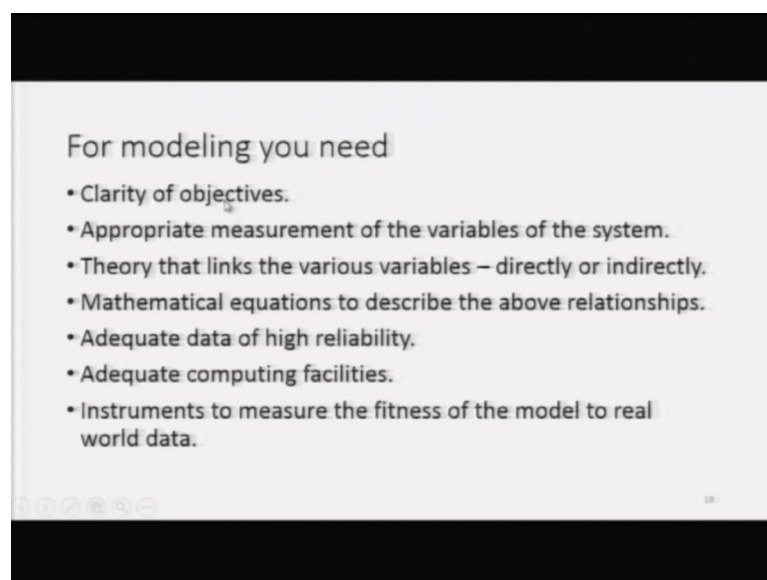 For modeling you need
• Clarity of objectives.
• Appropriate measurement of the variables of the system.
• Theory that links the various variables – directly or indirectly.
• Mathematical equations to describe the above relationships.
• Adequate data of high reliability.
• Adequate computing facilities.
• Instruments to measure the fitness of the model to real
world data.